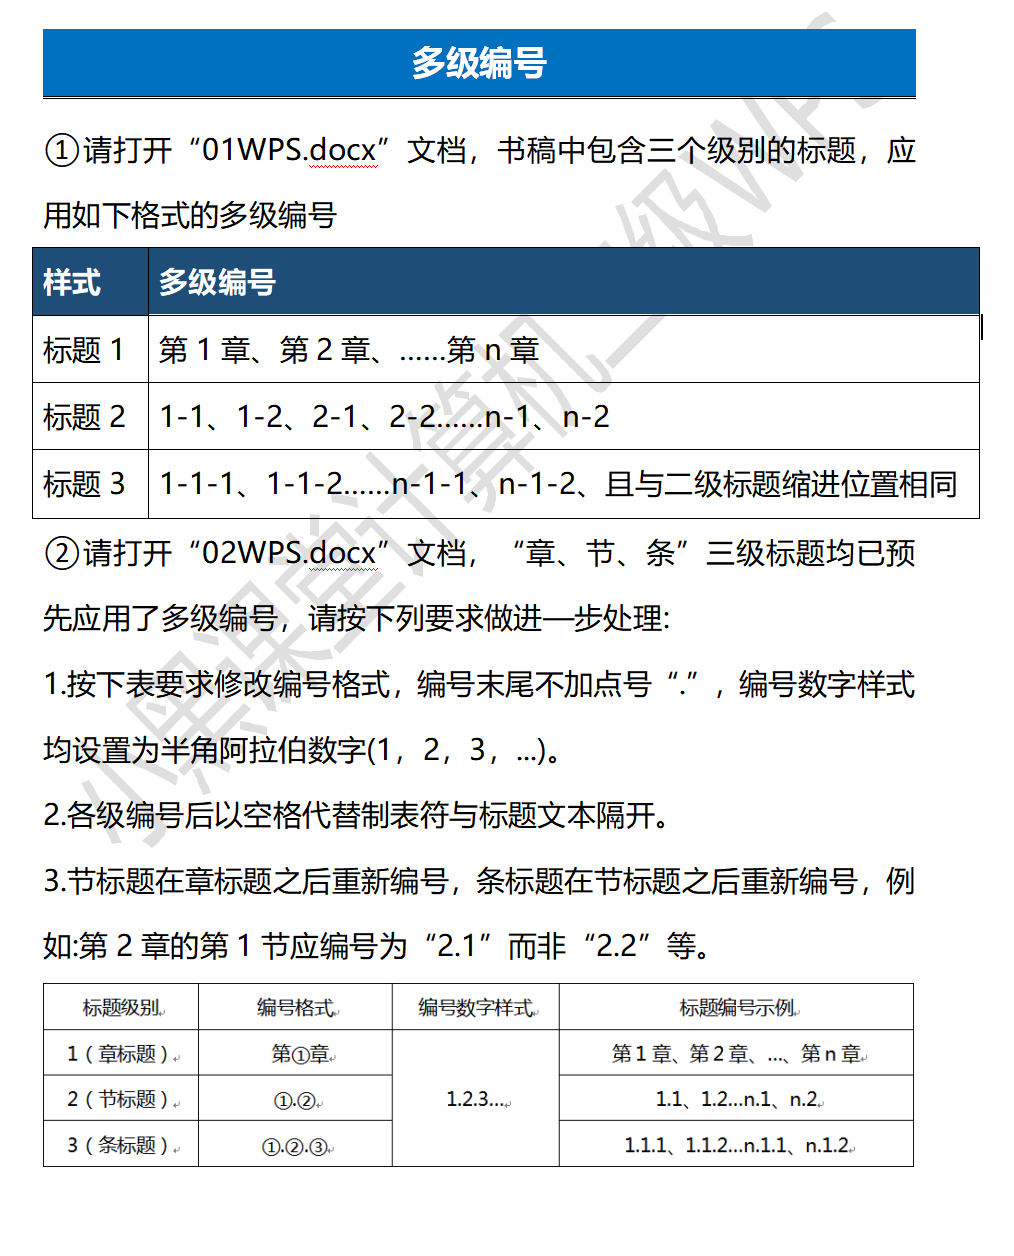 多级编号
①请打开“01WPS.docx”文档，书稿中包含三个级别的标题，应
用如下格式的多级编号
样式 多级编号
标题 1 第 1 章、第 2 章、……第 n 章
标题 2 1-1、1-2、2-1、2-2……n-1、n-2
标题 3 1-1-1、1-1-2……n-1-1、n-1-2、且与二级标题缩进位置相同
②请打开“02WPS.docx”文档，“章、节、条”三级标题均已预
先应用了多级编号，请按下列要求做进—步处理:
1.按下表要求修改编号格式，编号末尾不加点号“.”，编号数字样式
均设置为半角阿拉伯数字(1，2，3，...)。
2.各级编号后以空格代替制表符与标题文本隔开。
3.节标题在章标题之后重新编号，条标题在节标题之后重新编号，例
如:第 2 章的第 1 节应编号为“2.1”而非“2.2”等。
标题级别 编号格式 编号数字样式 标题编号示例
1（章标题） 第①章 1.2.3... 第 1 章、第 2 章、...、第 n 章
2（节标题） ①.② 1.1、1.2...n.1、n.2
3（条标题） ①.②.③ 1.1.1、1.1.2...n.1.1、n.1.2
小黑课堂计算机二级WPS